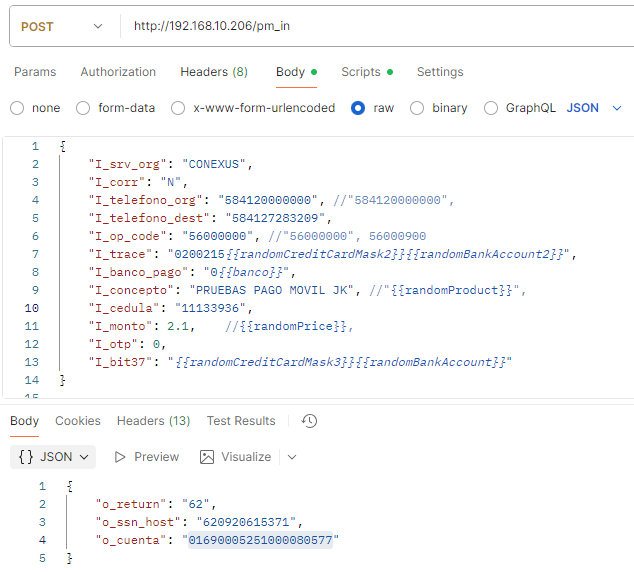 POST http://192.168.10.206/pm_in
Params Authorization Headers (8) Body Scripts Settings
none form-data x-www-form-urlencoded raw binary GraphQL JSON
1 {
2 "I_srv_org": "CONEXUS",
3 "I_corr": "N",
4 "I_telefono_org": "584120000000", //"584120000000",
5 "I_telefono_dest": "584127283209",
6 "I_op_code": "56000000", //"56000000", 56000900
7 "I_trace": "0200215{{randomCreditCardMask2}}{{randomBankAccount2}}",
8 "I_banco_pago": "0{{banco}}",
9 "I_concepto": "PRUEBAS PAGO MOVIL JK", //"{{randomProduct}}",
10 "I_cedula": "11133936",
11 "I_monto": 2.1, //{{randomPrice}},
12 "I_otp": 0,
13 "I_bit37": "{{randomCreditCardMask3}}{{randomBankAccount}}"
14 }
15
Body Cookies Headers (13) Test Results
{} JSON Preview Visualize
1 {
2 "o_return": "62",
3 "o_ssn_host": "620920615371",
4 "o_cuenta": "01690005251000080577"
5 }